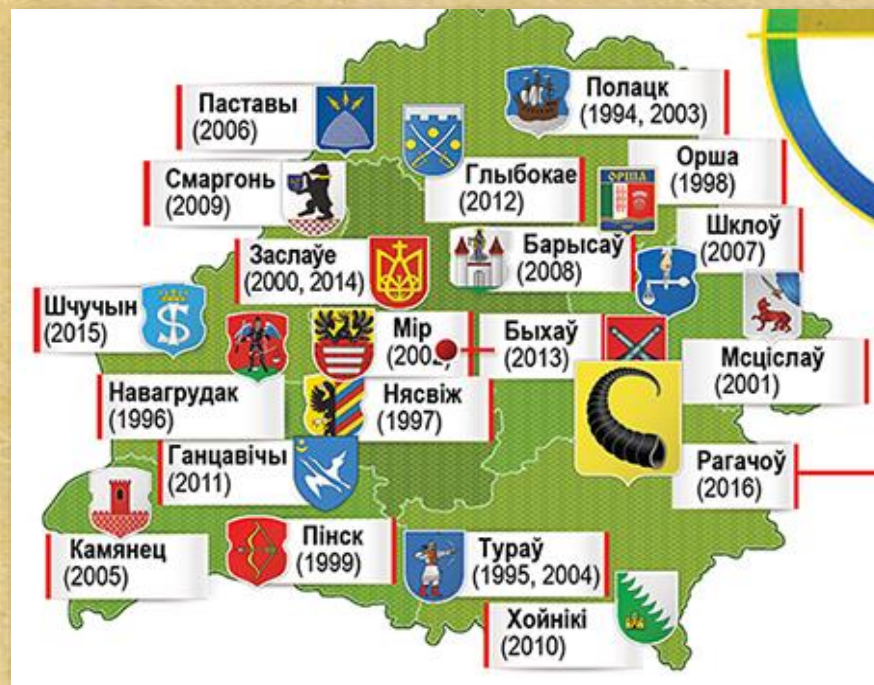 Паставы
(2006)
Полацк
(1994, 2003)
Смаргонь
(2009)
Глыбокае
(2012)
Орша
(1998)
ОРША
Шклоў
(2007)
Заслаўе
(2000, 2014)
Барысаў
(2008)
Шчучын
(2015)
Мір
Быхаў
(2013)
Мсціслаў
(2001)
Навагрудак
(1996)
Нясвіж
(1997)
Ганцавічы
(2011)
Рагачоў
(2016)
Камянец
(2005)
Пінск
(1999)
Тураў
(1995, 2004)
Хойнікі
(2010)